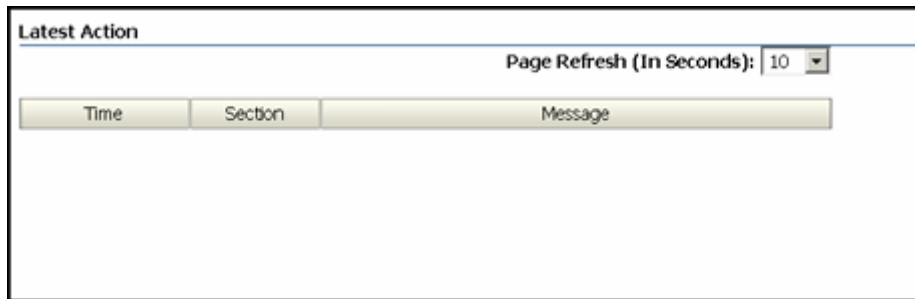 Latest Action
Page Refresh (In Seconds): 10
Time Section Message